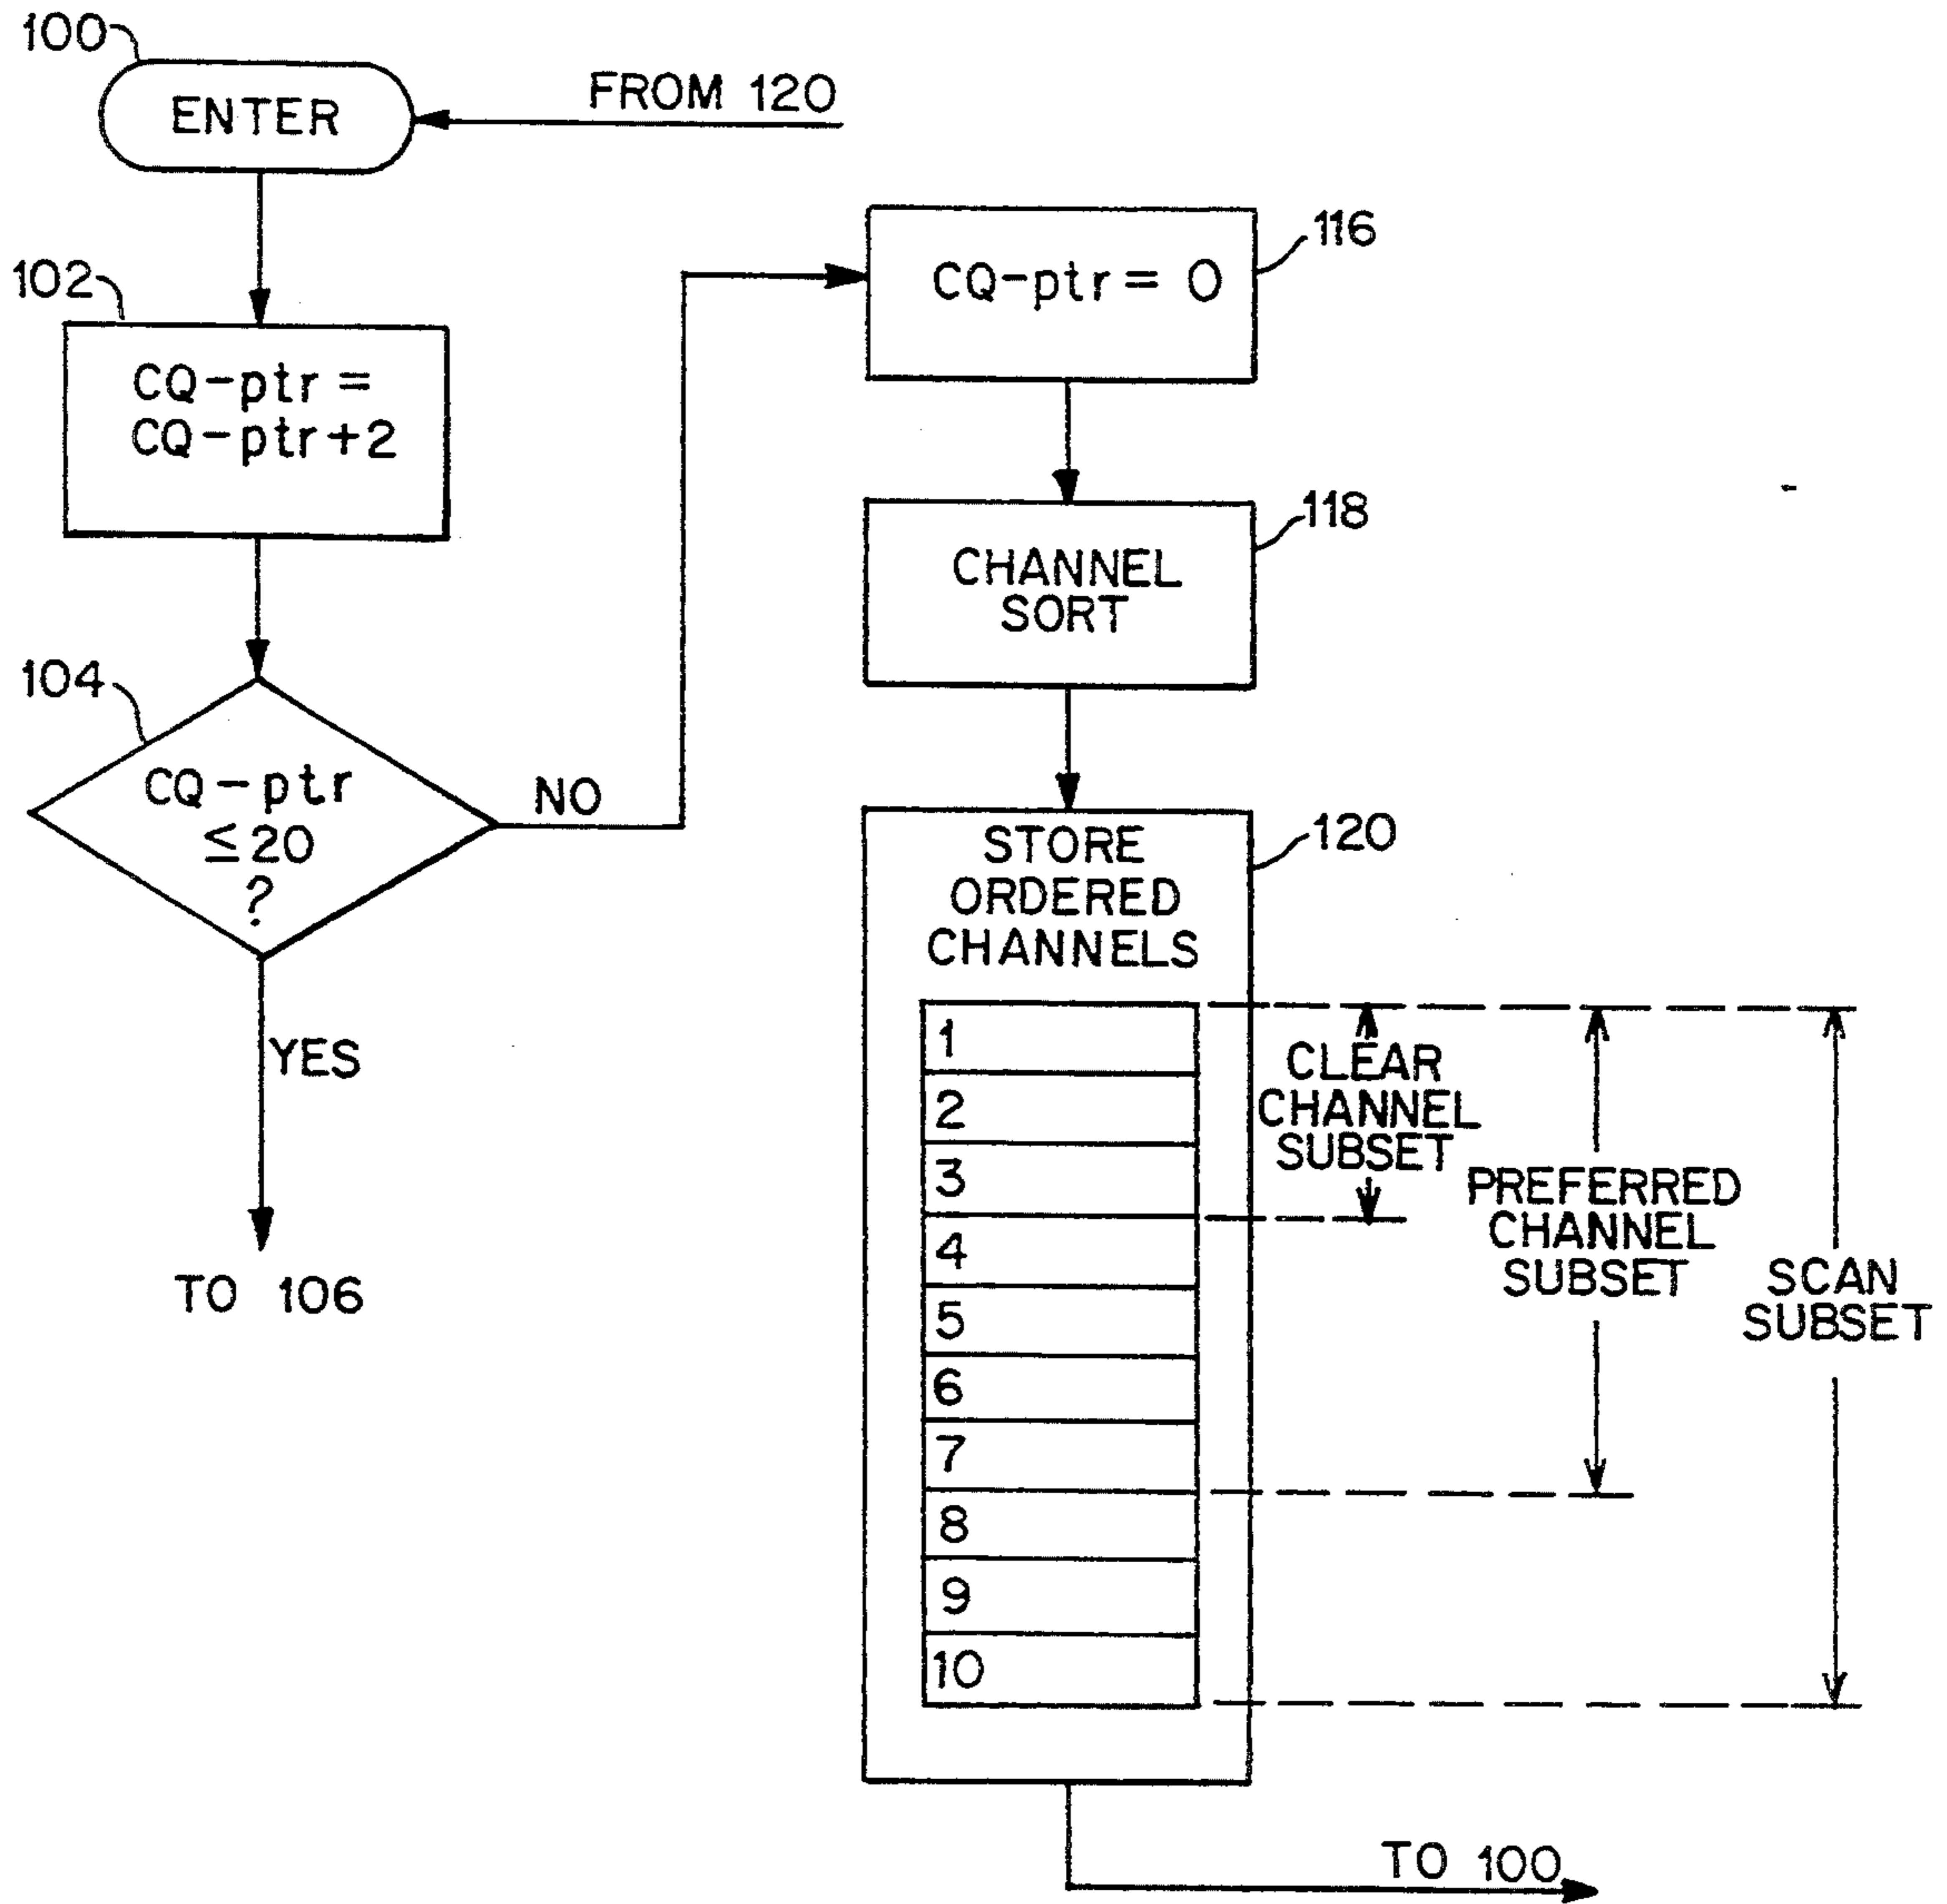 100
ENTER
FROM 120
102
CQ-ptr =
CQ-ptr+2
104
CQ-ptr
≤20
?
NO
YES
TO 106
116
CQ-ptr = 0
118
CHANNEL
SORT
120
STORE
ORDERED
CHANNELS
1
2
3
4
5
6
7
8
9
10
CLEAR
CHANNEL
SUBSET
PREFERRED
CHANNEL
SUBSET
SCAN
SUBSET
TO 100